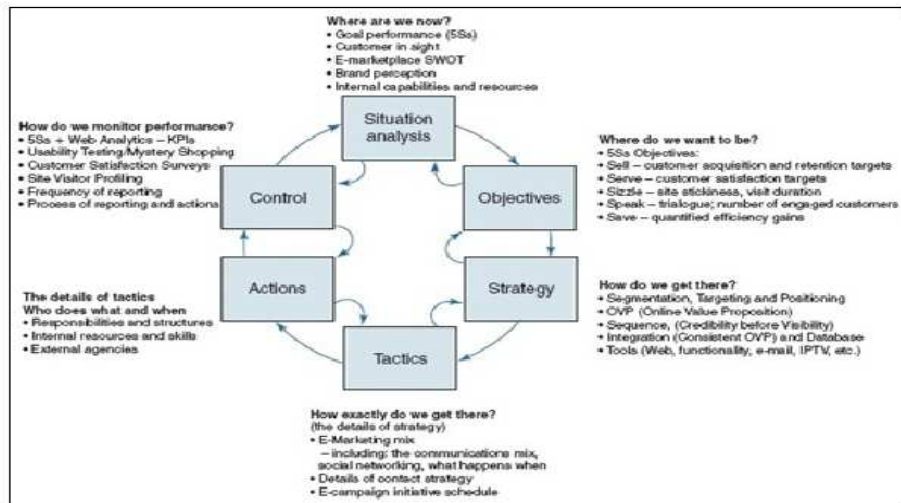 Where are we now?
• Goal performance (5Ss)
• Customer in sight
• E-marketplace SWOT
• Brand perception
• Internal capabilities and resources
Situation
analysis
How do we monitor performance?
• 5Ss + Web Analytics – KPIs
• Usability Testing/Mystery Shopping
• Customer Satisfaction Surveys
• Site Visitor Profiling
• Frequency of reporting
• Process of reporting and actions
Control
Where do we want to be?
• 5Ss Objectives:
• Sell – customer acquisition and retention targets
• Serve – customer satisfaction targets
• Sizzle – site stickiness, visit duration
• Speak – trialogue; number of engaged customers
• Save – quantified efficiency gains
Objectives
Actions
Strategy
The details of tactics
Who does what and when
• Responsibilities and structures
• Internal resources and skills
• External agencies
How do we get there?
• Segmentation, Targeting and Positioning
• OVP (Online Value Proposition)
• Sequence, (Credibility before Visibility)
• Integration (Consistent OVP) and Database
• Tools (Web, functionality, e-mail, IPTV, etc.)
Tactics
How exactly do we get there?
(the details of strategy)
• E-Marketing mix
– including: the communications mix,
social networking, what happens when
• Details of contact strategy
• E-campaign initiative schedule